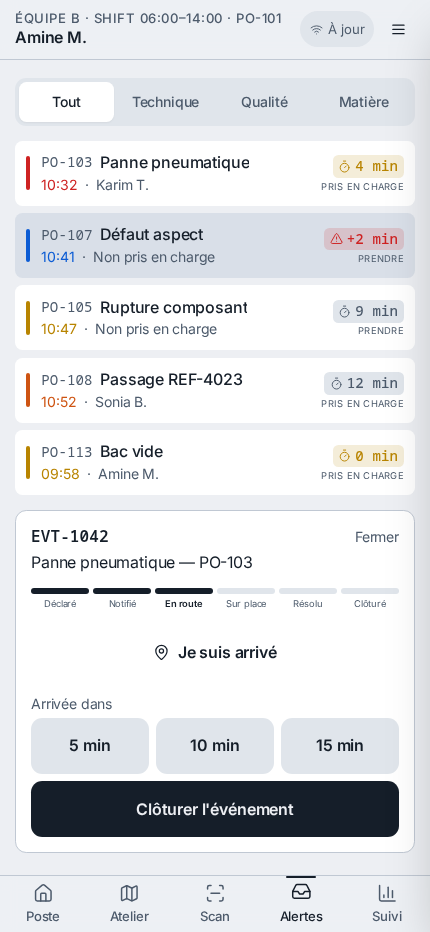 ÉQUIPE B · SHIFT 06:00–14:00 · PO-101
Amine M.
À jour
Tout
Technique
Qualité
Matière
PO-103 Panne pneumatique
4 min
10:32 · Karim T.
PRIS EN CHARGE
PO-107 Défaut aspect
+2 min
10:41 · Non pris en charge
PRENDRE
PO-105 Rupture composant
9 min
10:47 · Non pris en charge
PRENDRE
PO-108 Passage REF-4023
12 min
10:52 · Sonia B.
PRIS EN CHARGE
PO-113 Bac vide
0 min
09:58 · Amine M.
PRIS EN CHARGE
EVT-1042
Fermer
Panne pneumatique — PO-103
Déclaré
Notifié
En route
Sur place
Résolu
Clôturé
Je suis arrivé
Arrivée dans
5 min
10 min
15 min
Clôturer l'événement
Poste
Atelier
Scan
Alertes
Suivi